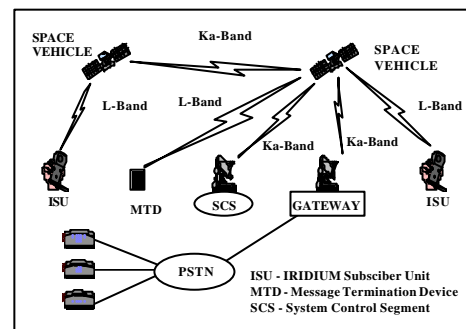 SPACE
VEHICLE
Ka-Band
SPACE
VEHICLE
L-Band
L-Band
Ka-Band
Ka-Band
L-Band
ISU
MTD
SCS
GATEWAY
ISU
PSTN
ISU - IRIDIUM Subsciber Unit
MTD - Message Termination Device
SCS - System Control Segment